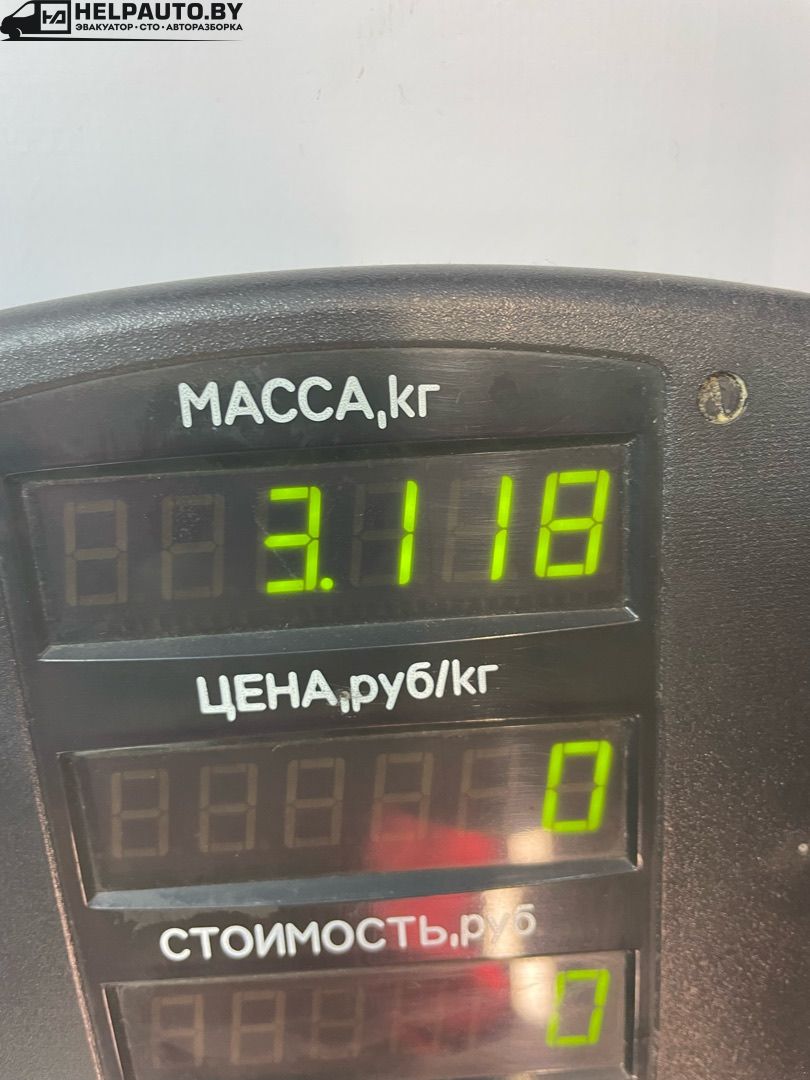 HELPAUTO.BY
ЭВАКУАТОР • СТО • АВТОРАЗБОРКА
МАССА,кг
3.118
ЦЕНА,руб/кг
0
СТОИМОСТЬ,руб
0